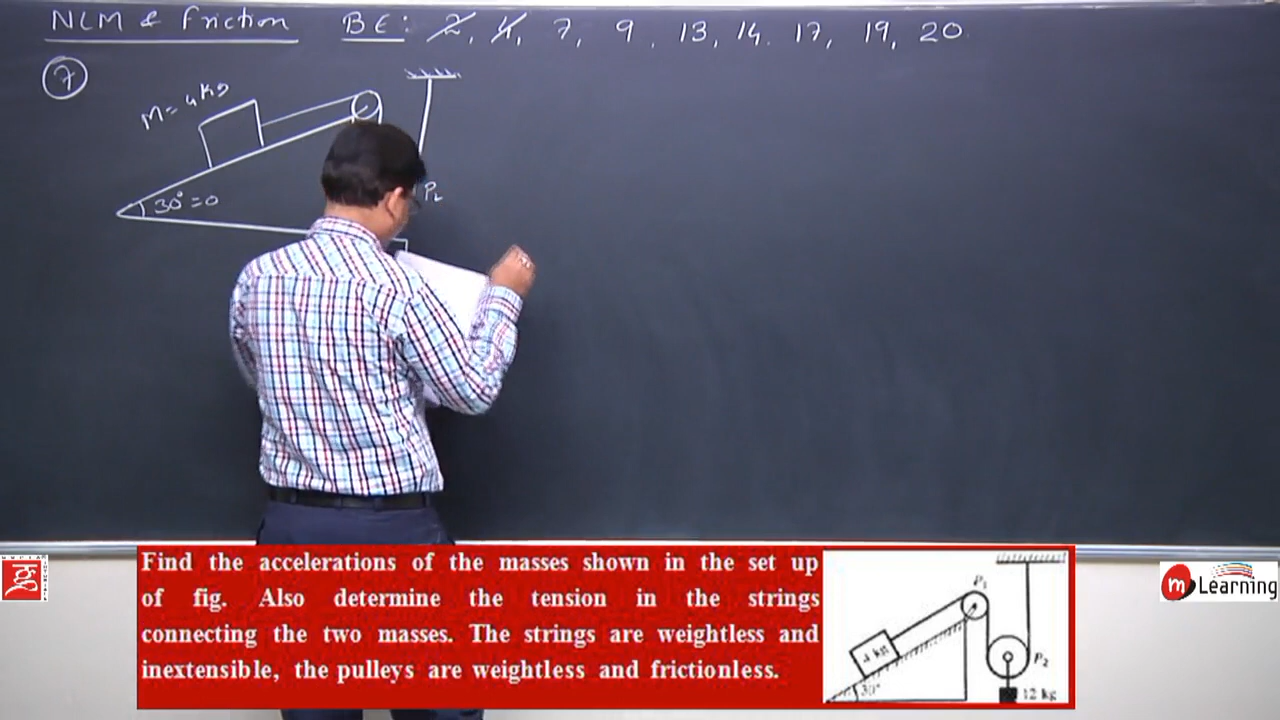 NLM & Friction BE: 2, 4, 7, 9, 13, 14. 17, 19, 20
7
M = 4 Kg
30° = θ
P2
Find the accelerations of the masses shown in the set up
of fig. Also determine the tension in the strings
connecting the two masses. The strings are weightless and
inextensible, the pulleys are weightless and frictionless.
P1
4 kg
P2
30°
12 kg
m Learning